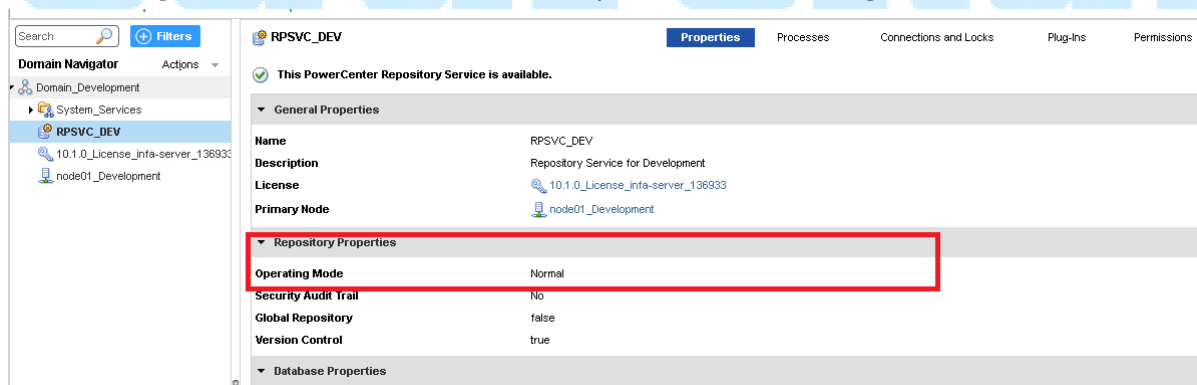 Search
Filters
Domain Navigator
Actions
Domain_Development
System_Services
RPSVC_DEV
10.1.0_License_infa-server_136933
node01_Development
RPSVC_DEV
Properties
Processes
Connections and Locks
Plug-Ins
Permissions
This PowerCenter Repository Service is available.
General Properties
Name RPSVC_DEV
Description Repository Service for Development
License 10.1.0_License_infa-server_136933
Primary Node node01_Development
Repository Properties
Operating Mode Normal
Security Audit Trail No
Global Repository false
Version Control true
Database Properties